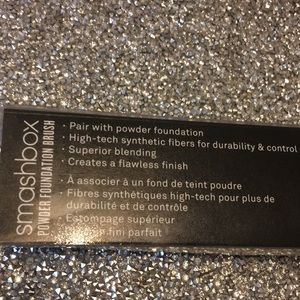 smashbox
POWDER FOUNDATION BRUSH
· Pair with powder foundation
· High-tech synthetic fibers for durability & control
· Superior blending
· Creates a flawless finish
· À associer à un fond de teint poudre
· Fibres synthétiques high-tech pour plus de
durabilité et de contrôle
· Estompage supérieur
fini parfait